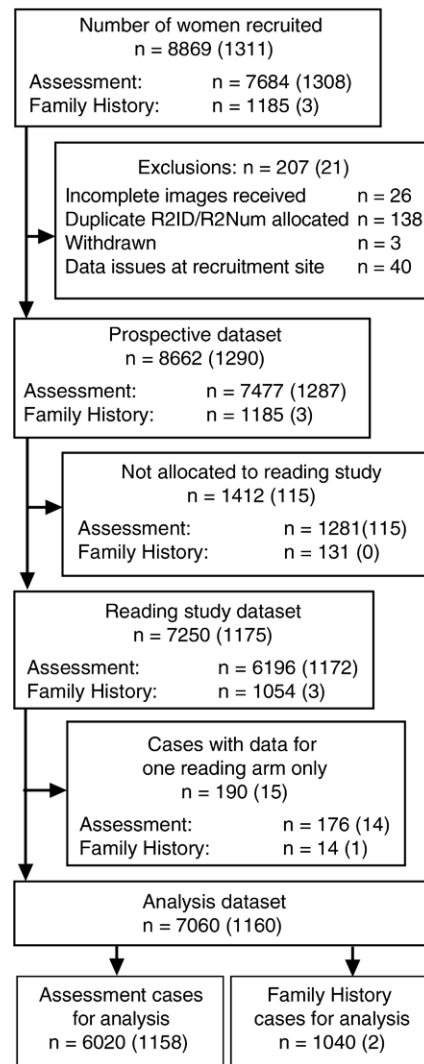 Number of women recruited
n = 8869 (1311)
Assessment: n = 7684 (1308)
Family History: n = 1185 (3)
Exclusions: n = 207 (21)
Incomplete images received n = 26
Duplicate R2ID/R2Num allocated n = 138
Withdrawn n = 3
Data issues at recruitment site n = 40
Prospective dataset
n = 8662 (1290)
Assessment: n = 7477 (1287)
Family History: n = 1185 (3)
Not allocated to reading study
n = 1412 (115)
Assessment: n = 1281(115)
Family History: n = 131 (0)
Reading study dataset
n = 7250 (1175)
Assessment: n = 6196 (1172)
Family History: n = 1054 (3)
Cases with data for
one reading arm only
n = 190 (15)
Assessment: n = 176 (14)
Family History: n = 14 (1)
Analysis dataset
n = 7060 (1160)
Assessment cases
for analysis
n = 6020 (1158)
Family History
cases for analysis
n = 1040 (2)